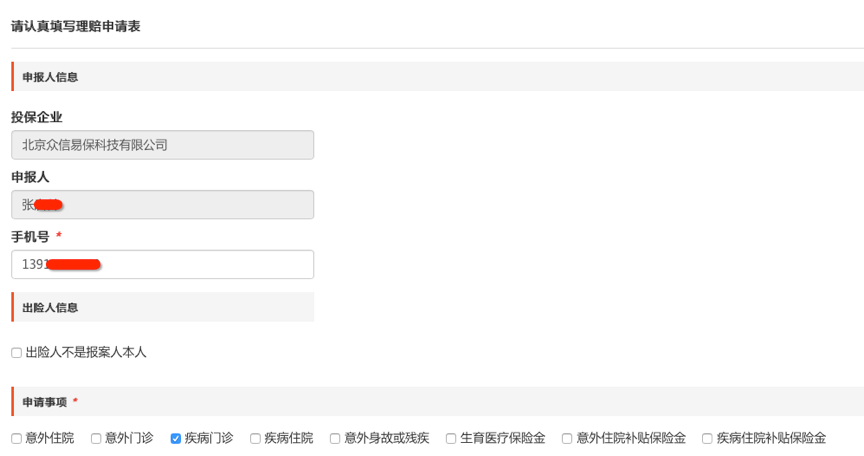 请认真填写理赔申请表
申报人信息
投保企业
北京众信易保科技有限公司
申报人
张
手机号 *
1391
出险人信息
出险人不是报案人本人
申请事项 *
意外住院 意外门诊 疾病门诊 疾病住院 意外身故或残疾 生育医疗保险金 意外住院补贴保险金 疾病住院补贴保险金